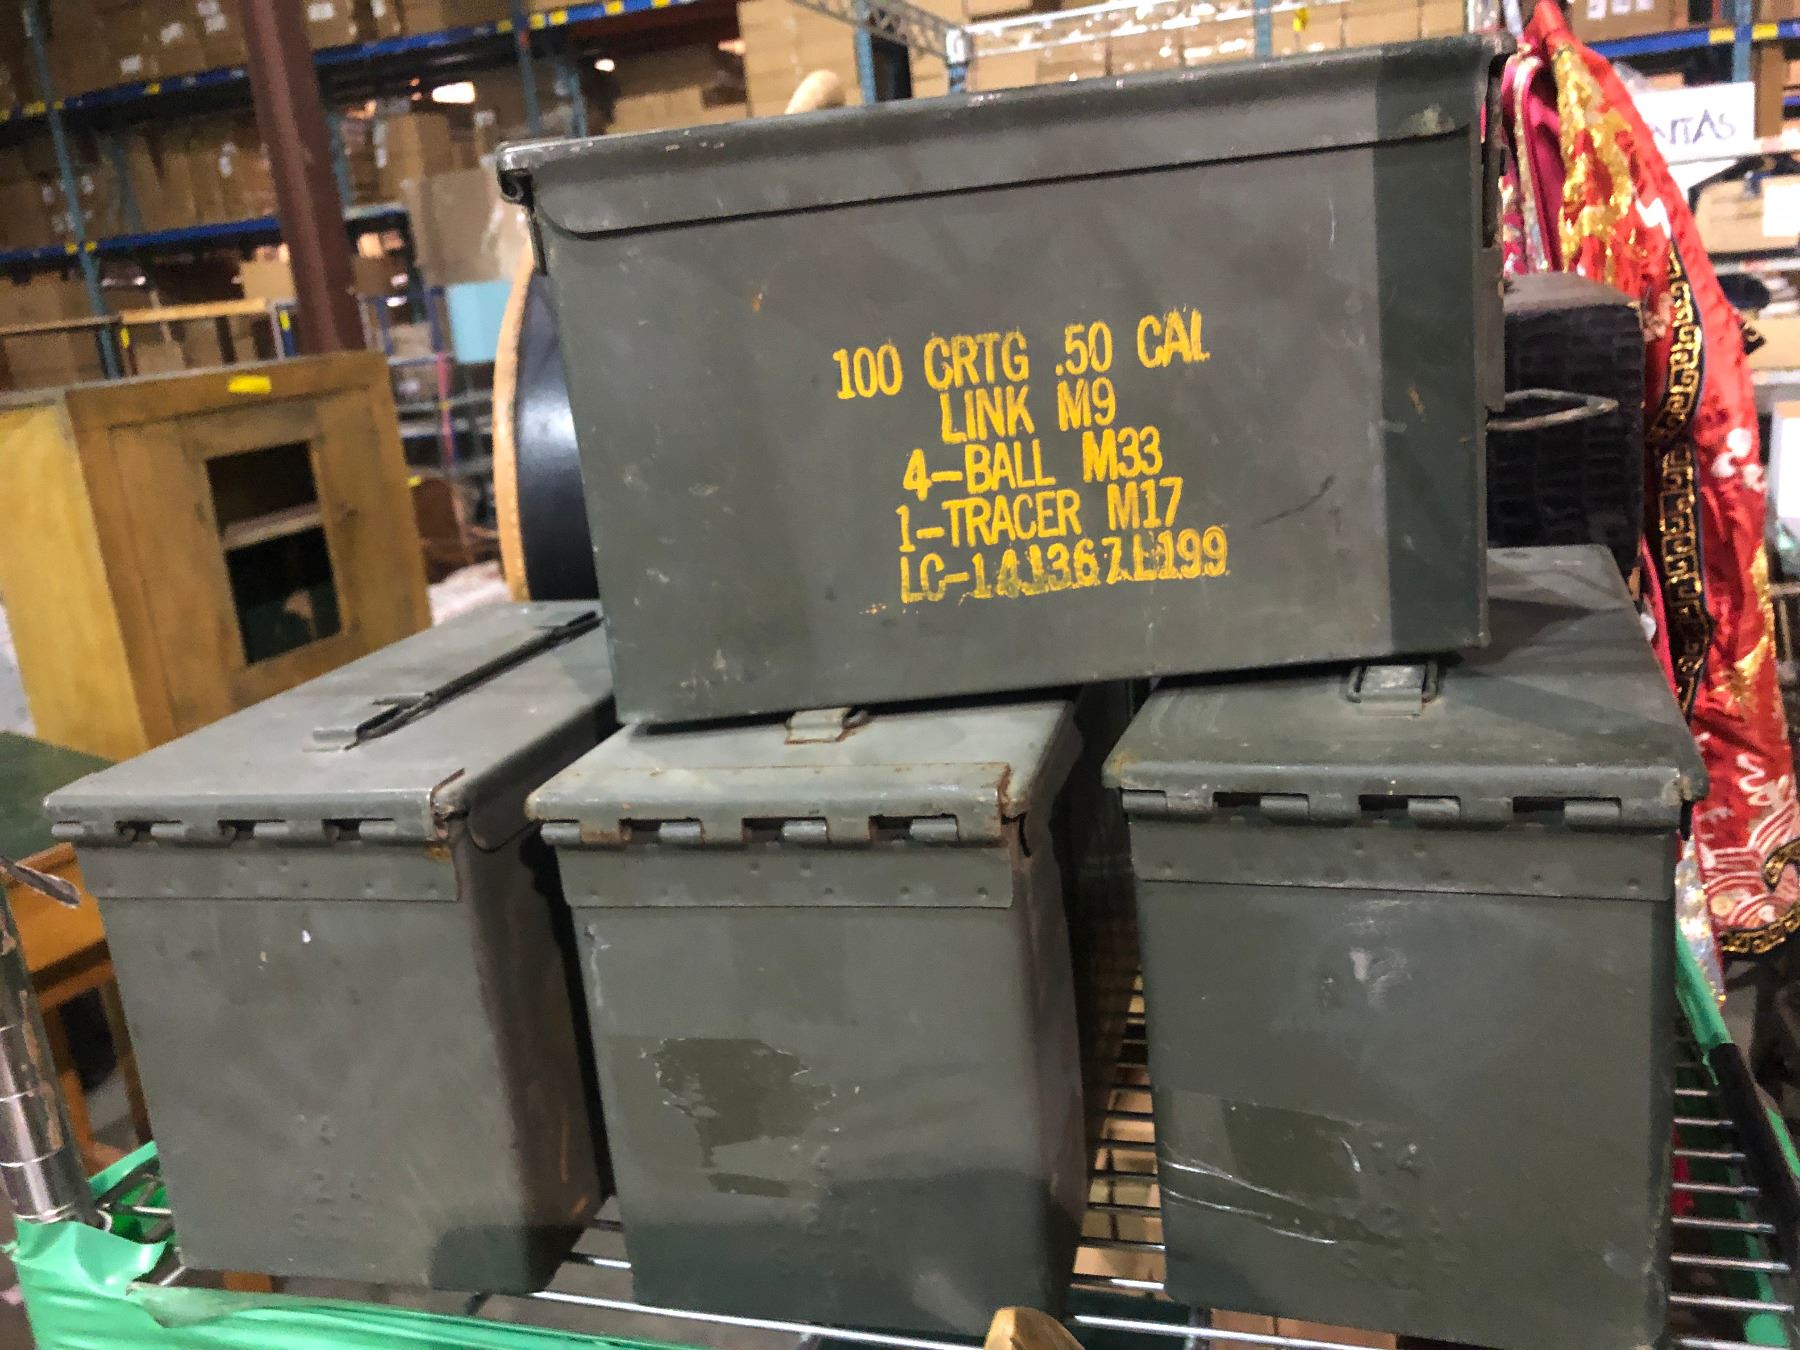 100 CRTG .50 CAL
LINK M9
4-BALL M33
1-TRACER M17
LC-14J367L199